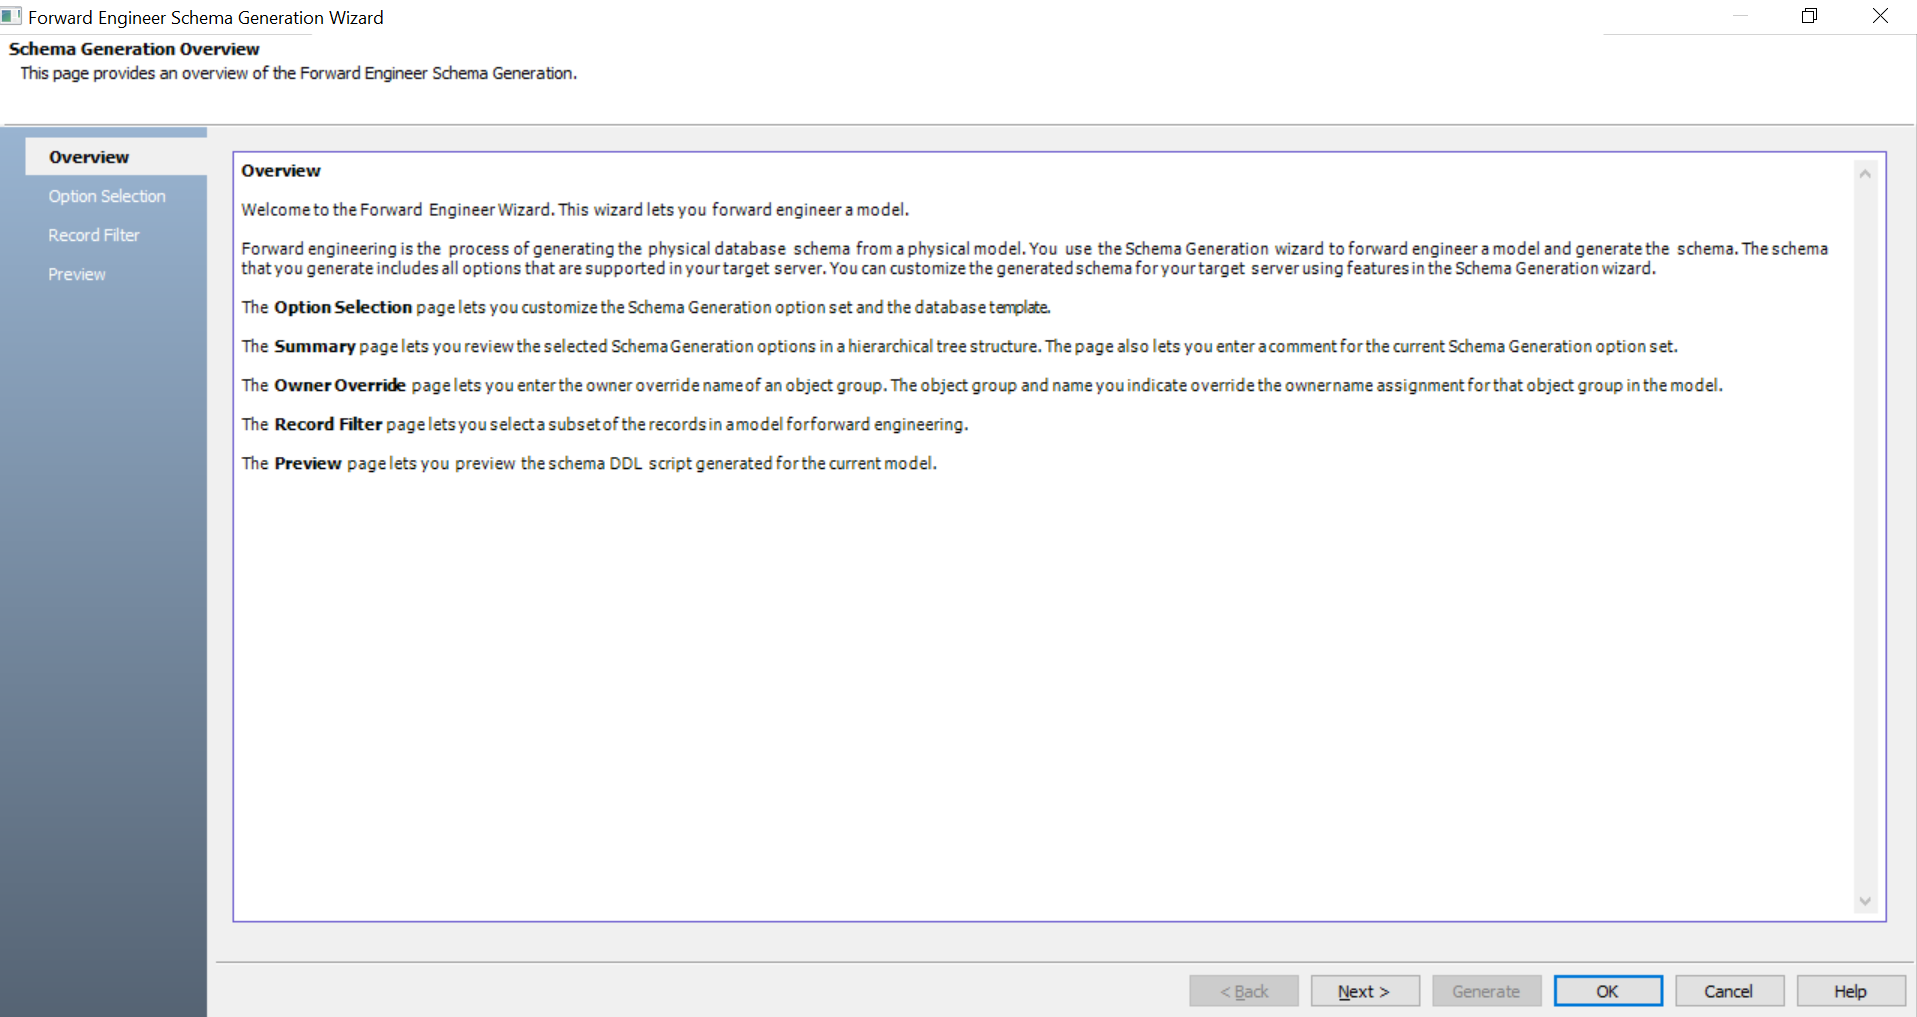 Forward Engineer Schema Generation Wizard
Schema Generation Overview
This page provides an overview of the Forward Engineer Schema Generation.
Overview
Option Selection
Record Filter
Preview
Overview
Welcome to the Forward Engineer Wizard. This wizard lets you forward engineer a model.
Forward engineering is the process of generating the physical database schema from a physical model. You use the Schema Generation wizard to forward engineer a model and generate the schema. The schema
that you generate includes all options that are supported in your target server. You can customize the generated schema for your target server using features in the Schema Generation wizard.
The Option Selection page lets you customize the Schema Generation option set and the database template.
The Summary page lets you review the selected Schema Generation options in a hierarchical tree structure. The page also lets you enter a comment for the current Schema Generation option set.
The Owner Override page lets you enter the owner override name of an object group. The object group and name you indicate override the owner name assignment for that object group in the model.
The Record Filter page lets you select a subset of the records in a model for forward engineering.
The Preview page lets you preview the schema DDL script generated for the current model.
< Back
Next >
Generate
OK
Cancel
Help